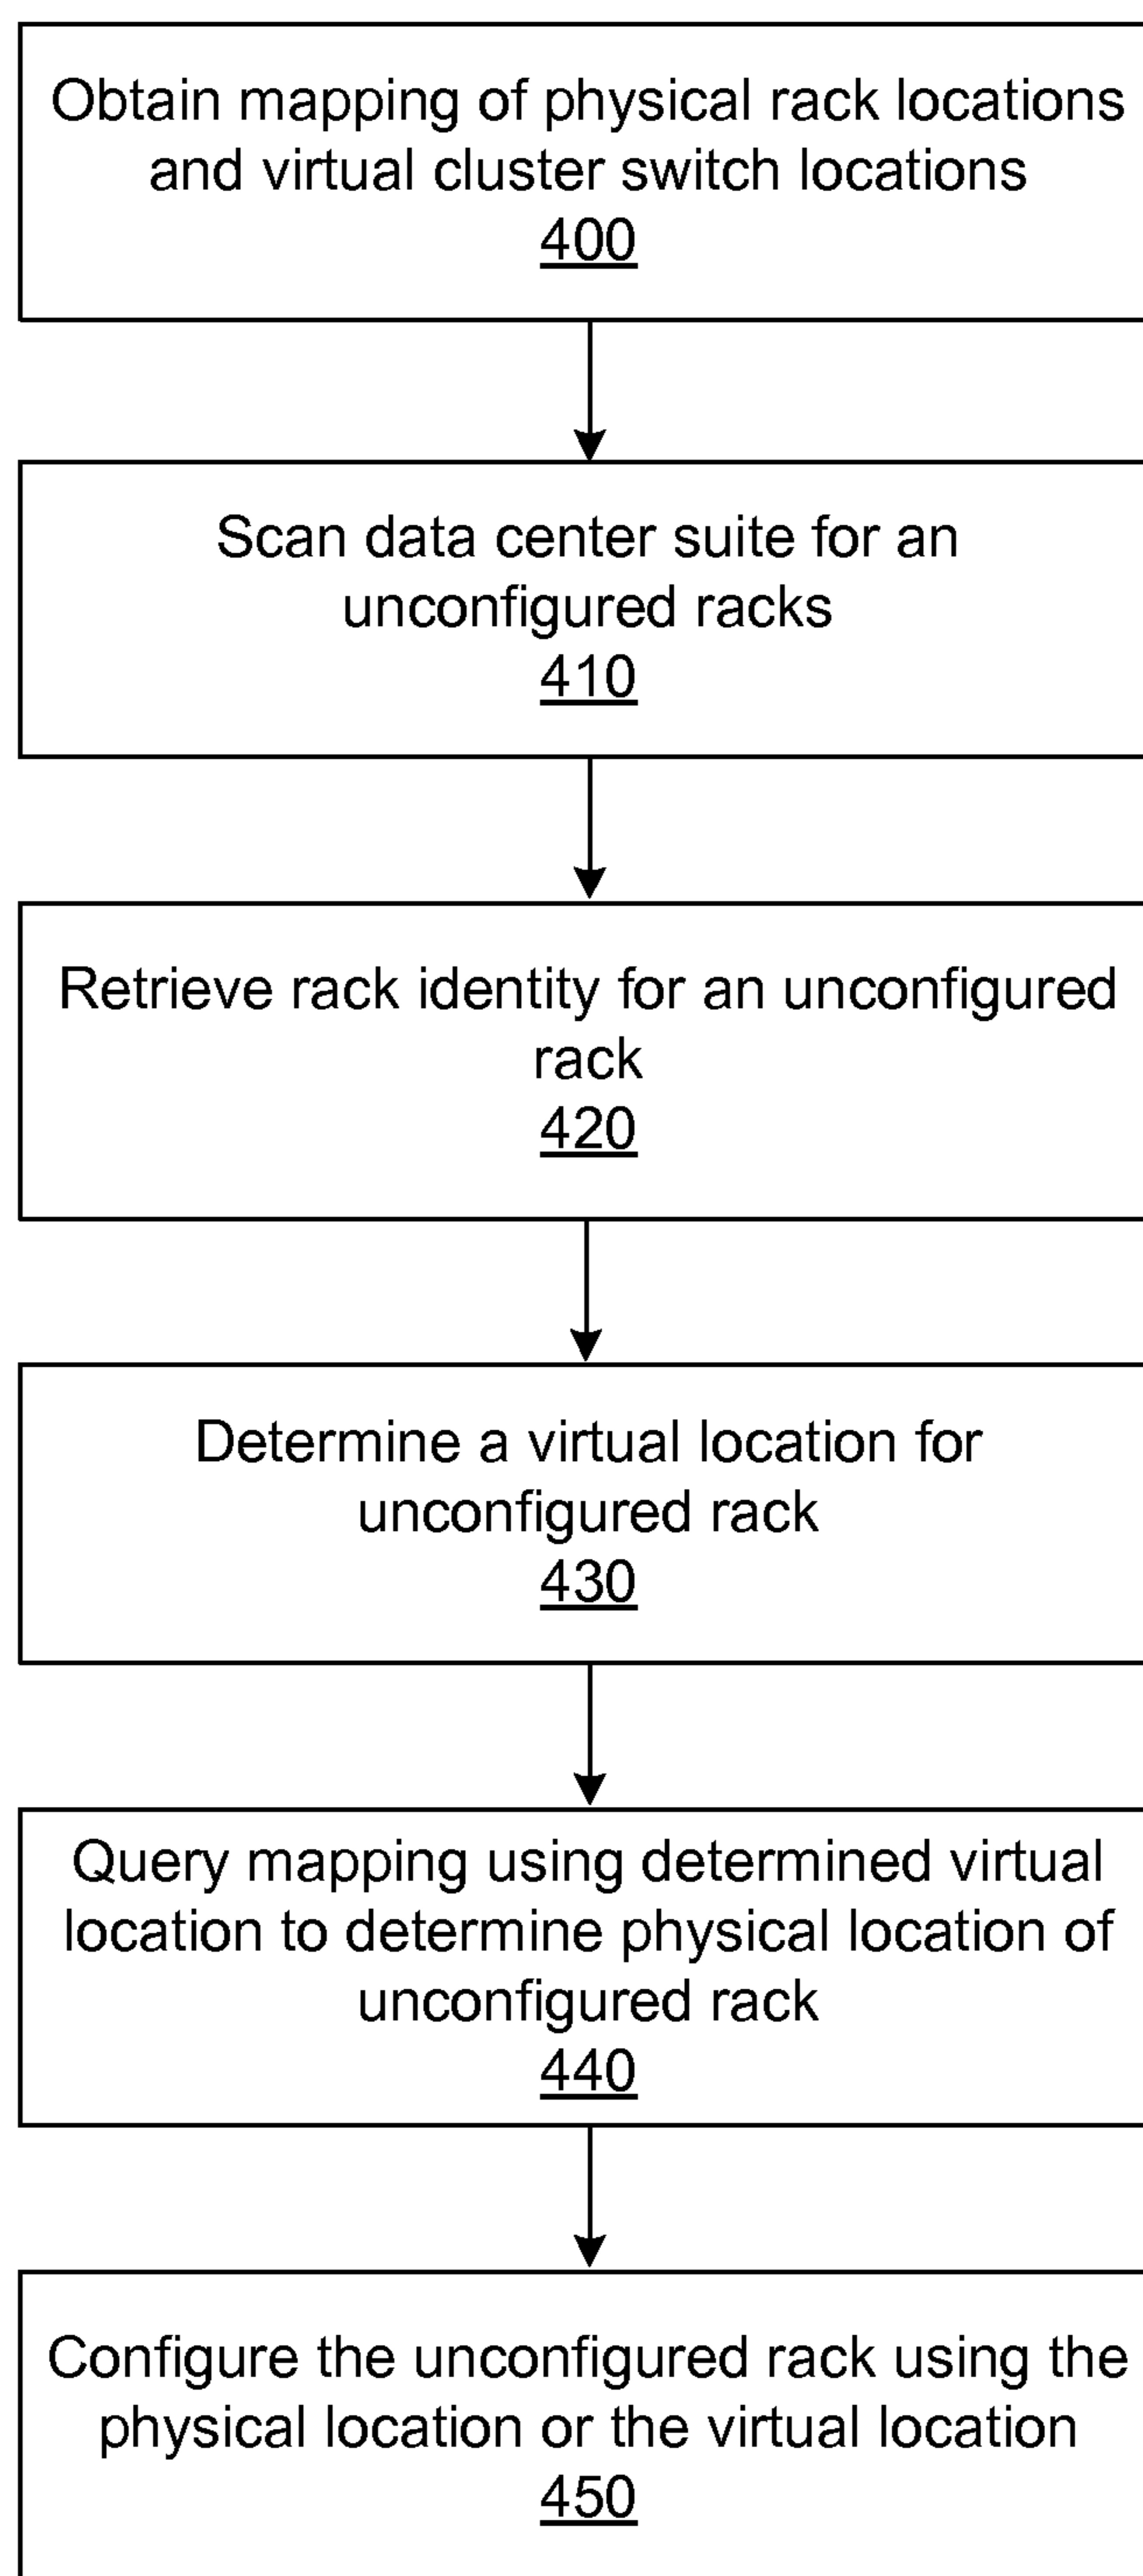 Obtain mapping of physical rack locations
and virtual cluster switch locations
400
Scan data center suite for an
unconfigured racks
410
Retrieve rack identity for an unconfigured
rack
420
Determine a virtual location for
unconfigured rack
430
Query mapping using determined virtual
location to determine physical location of
unconfigured rack
440
Configure the unconfigured rack using the
physical location or the virtual location
450